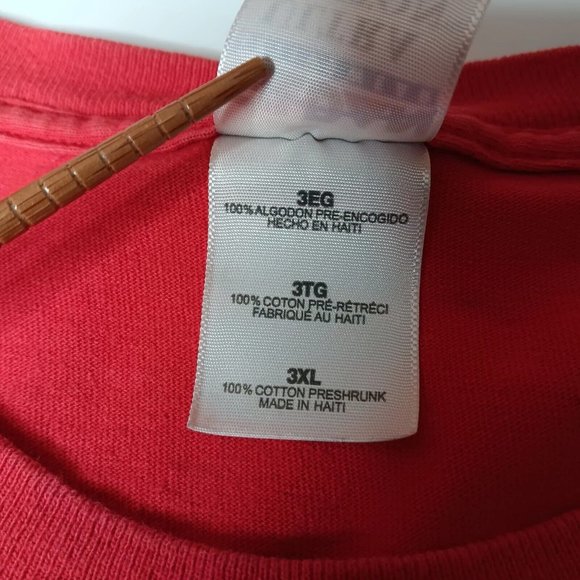 3EG
100% ALGODON PRE-ENCOGIDO
HECHO EN HAITI
3TG
100% COTON PRÉ-RÉTRÉCI
FABRIQUÉ AU HAITI
3XL
100% COTTON PRESHRUNK
MADE IN HAITI